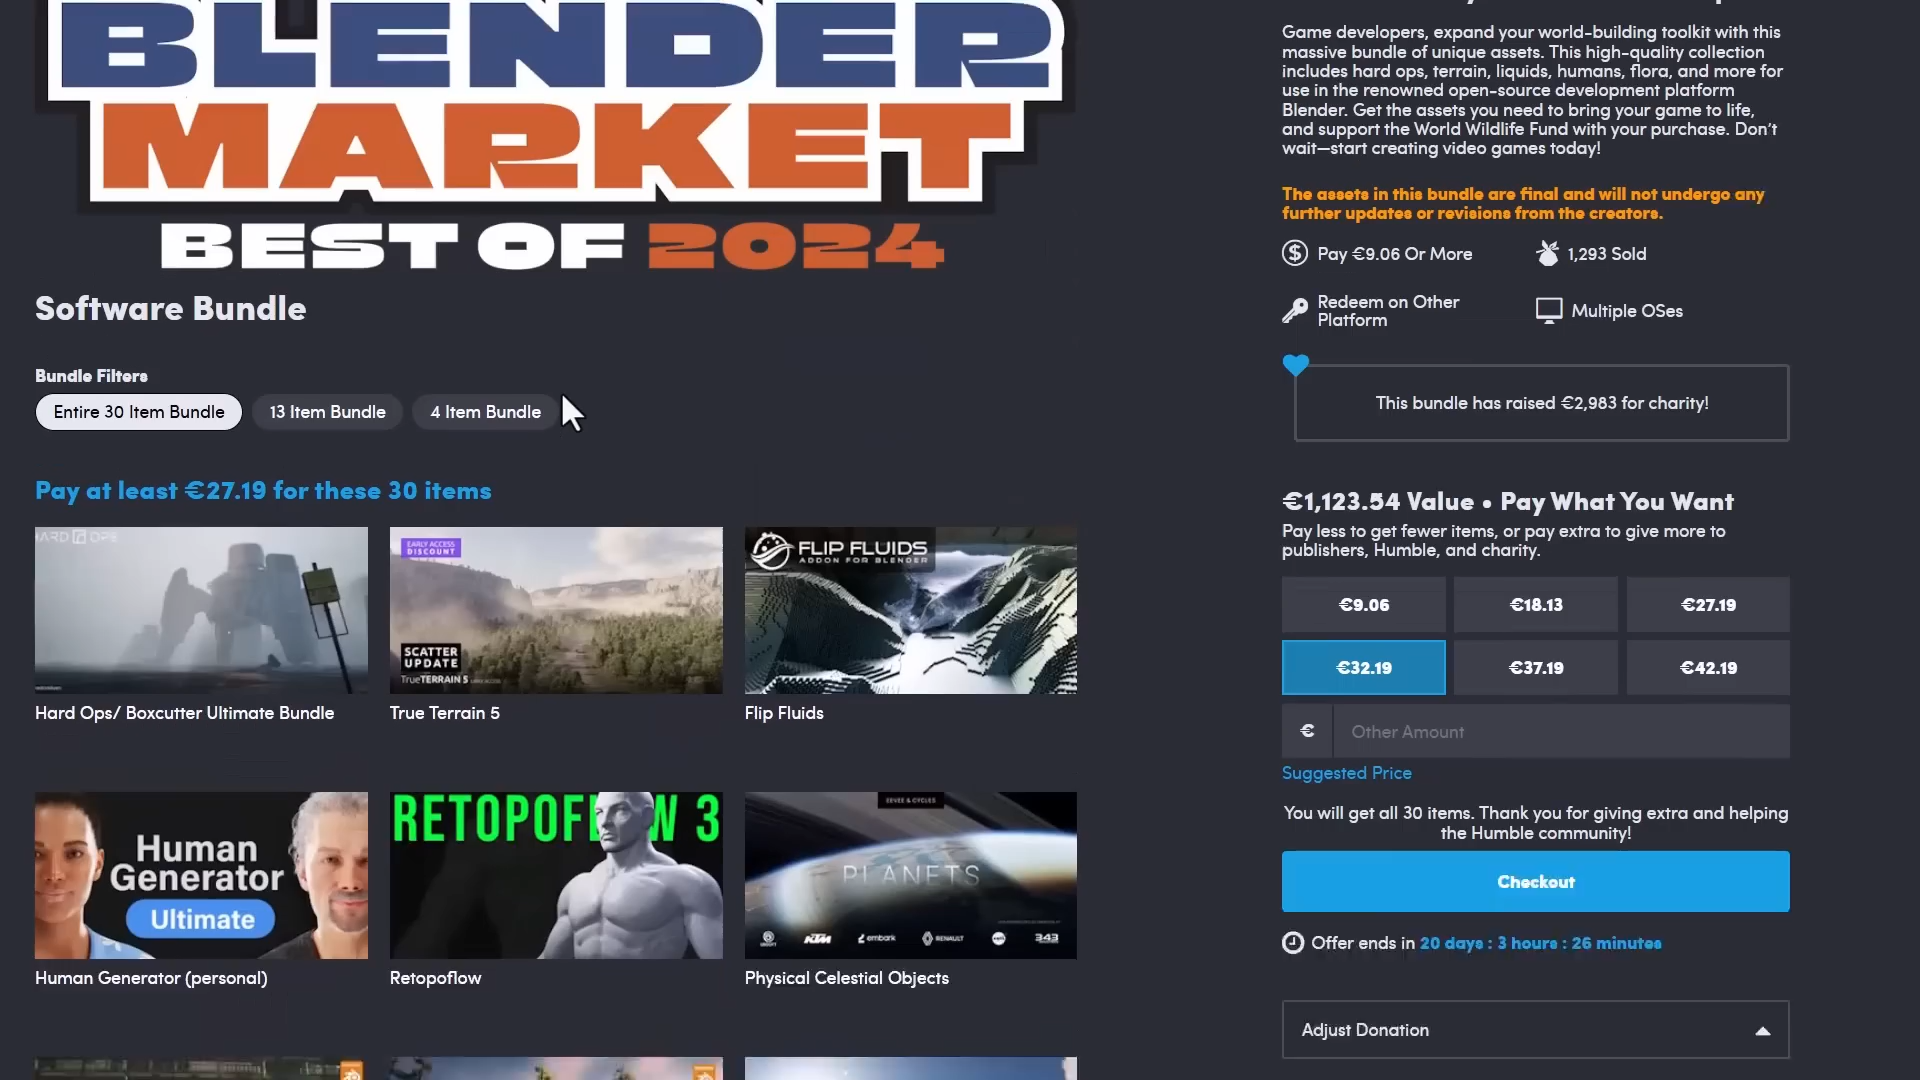 BLENDER
MARKET
BEST OF 2024
Software Bundle
Bundle Filters
Entire 30 Item Bundle
13 Item Bundle
4 Item Bundle
Pay at least €27.19 for these 30 items
HARD OPS
EARLY ACCESS
DISCOUNT
SCATTER
UPDATE
TrueTERRAIN 5
FLIP FLUIDS
ADDON FOR BLENDER
Hard Ops/ Boxcutter Ultimate Bundle
True Terrain 5
Flip Fluids
Human
Generator
Ultimate
RETOPOFLOW 3
EEVEE & CYCLES
PLANETS
UBISOFT
KTM
embark
RENAULT
343
Human Generator (personal)
Retopoflow
Physical Celestial Objects
Game developers, expand your world-building toolkit with this
massive bundle of unique assets. This high-quality collection
includes hard ops, terrain, liquids, humans, flora, and more for
use in the renowned open-source development platform
Blender. Get the assets you need to bring your game to life,
and support the World Wildlife Fund with your purchase. Don't
wait—start creating video games today!
The assets in this bundle are final and will not undergo any
further updates or revisions from the creators.
Pay €9.06 Or More
1,293 Sold
Redeem on Other
Platform
Multiple OSes
This bundle has raised €2,983 for charity!
€1,123.54 Value • Pay What You Want
Pay less to get fewer items, or pay extra to give more to
publishers, Humble, and charity.
€9.06
€18.13
€27.19
€32.19
€37.19
€42.19
€
Other Amount
Suggested Price
You will get all 30 items. Thank you for giving extra and helping
the Humble community!
Checkout
Offer ends in 20 days : 3 hours : 26 minutes
Adjust Donation